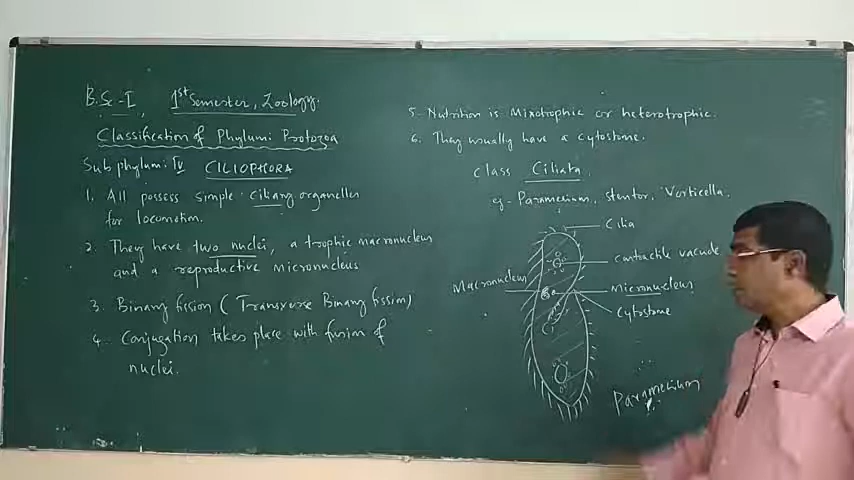 B.Sc-I, 1st Semester, Zoology.
Classification of Phylum: Protozoa
Sub phylum: IV CILIOPHORA
1. All possess simple ciliary organelles
for locomotion.
2. They have two nuclei, a trophic macronucleus
and a reproductive micronucleus
3. Binary fission (Transverse Binary fission)
4. Conjugation takes place with fusion of
nuclei.
5. Nutrition is Mixotrophic or heterotrophic.
6. They usually have a cytostome.
Class Ciliata.
eg- Paramecium, stentor, Vorticella.
Cilia
Contractile vacuole
Macronucleus
Micronucleus
Cytostome
Paramecium